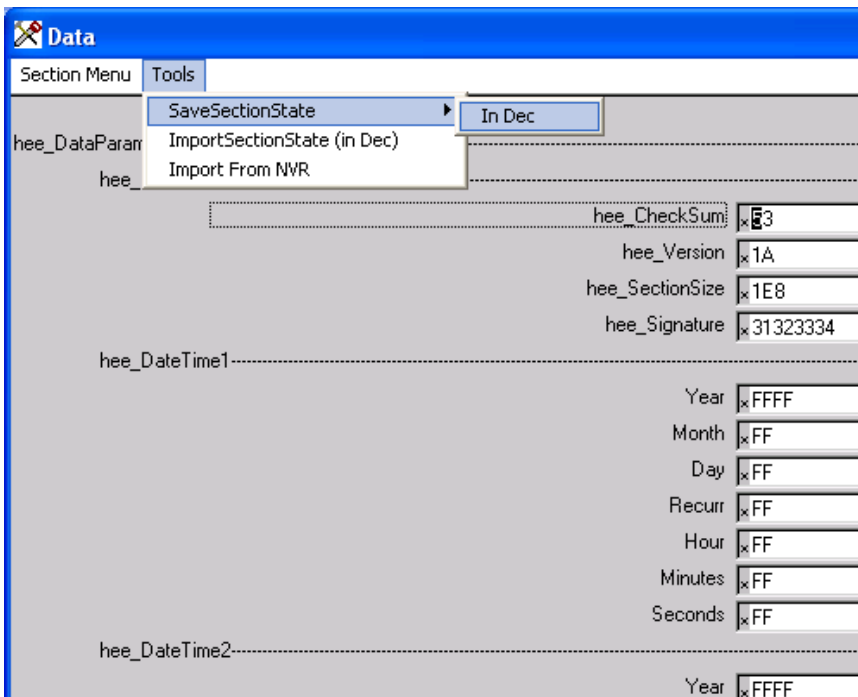 Data
Section Menu Tools
SaveSectionState In Dec
hee_DataParam ImportSectionState (in Dec)
hee_ Import From NVR
hee_CheckSum x 3
hee_Version x 1A
hee_SectionSize x 1E8
hee_Signature x 31323334
hee_DateTime1
Year x FFFF
Month x FF
Day x FF
Recurr x FF
Hour x FF
Minutes x FF
Seconds x FF
hee_DateTime2
Year x FFFF